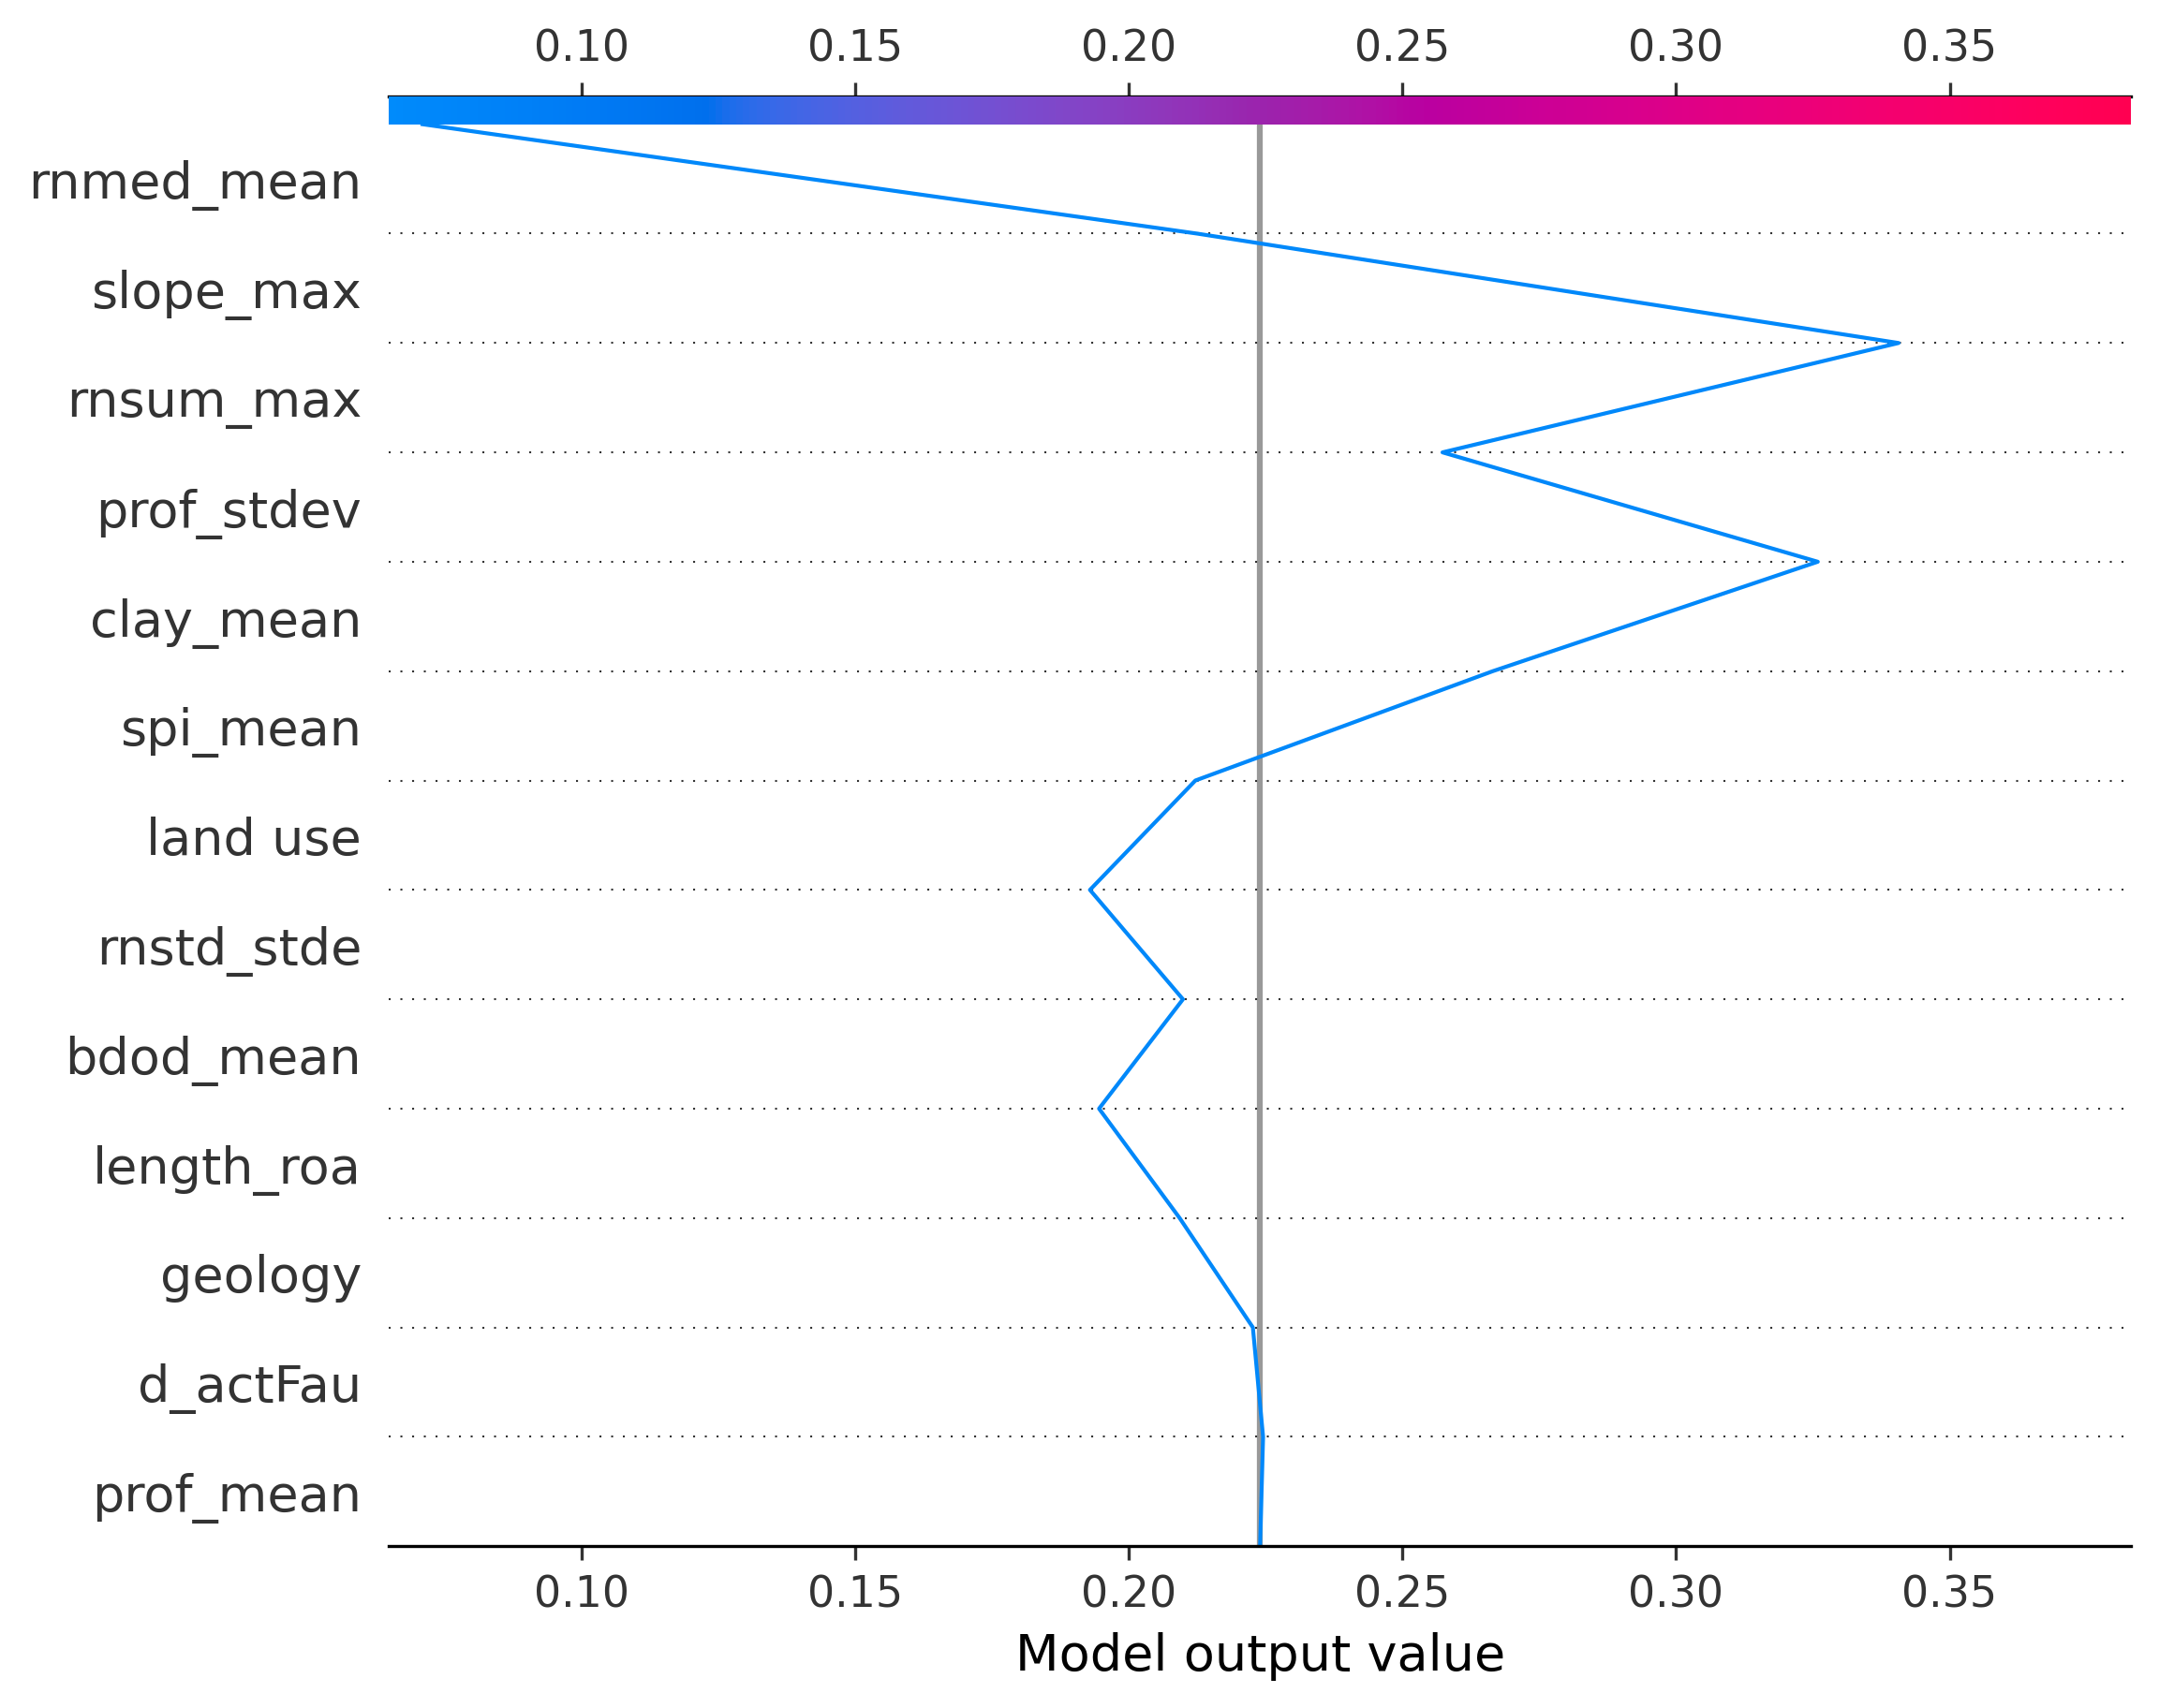 0.10 0.15 0.20 0.25 0.30 0.35
rnmed_mean
slope_max
rnsum_max
prof_stdev
clay_mean
spi_mean
land use
rnstd_stde
bdod_mean
length_roa
geology
d_actFau
prof_mean
0.10 0.15 0.20 0.25 0.30 0.35
Model output value